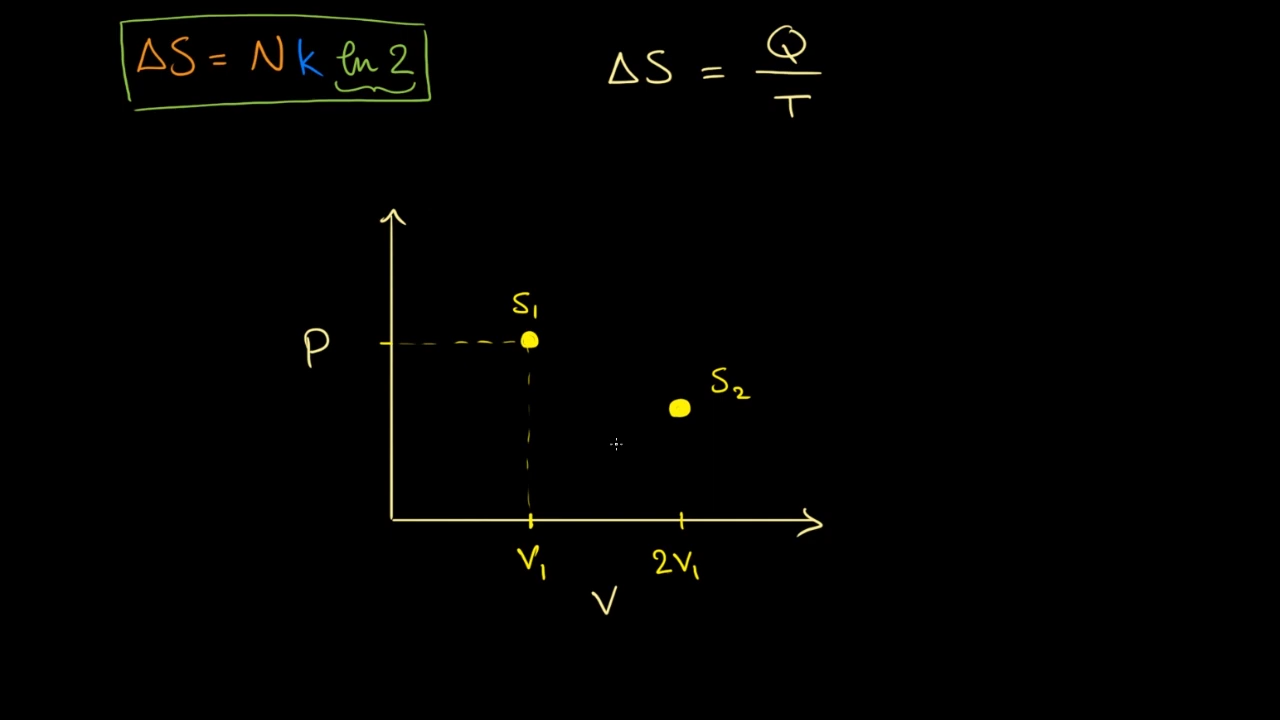 ΔS = N k ln 2
ΔS = Q/T
S₁
P
S₂
V₁ 2V₁
V